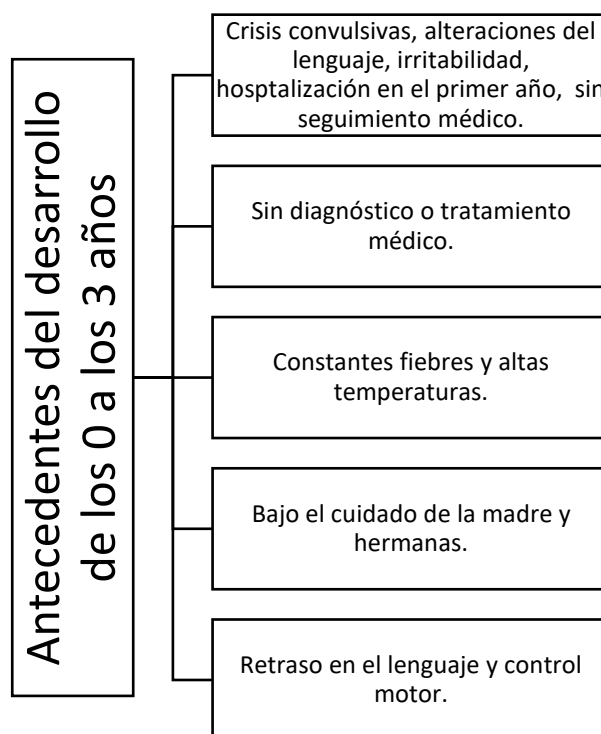 Antecedentes del desarrollo
de los 0 a los 3 años
Crisis convulsivas, alteraciones del
lenguaje, irritabilidad,
hosptalización en el primer año, sin
seguimiento médico.
Sin diagnóstico o tratamiento
médico.
Constantes fiebres y altas
temperaturas.
Bajo el cuidado de la madre y
hermanas.
Retraso en el lenguaje y control
motor.